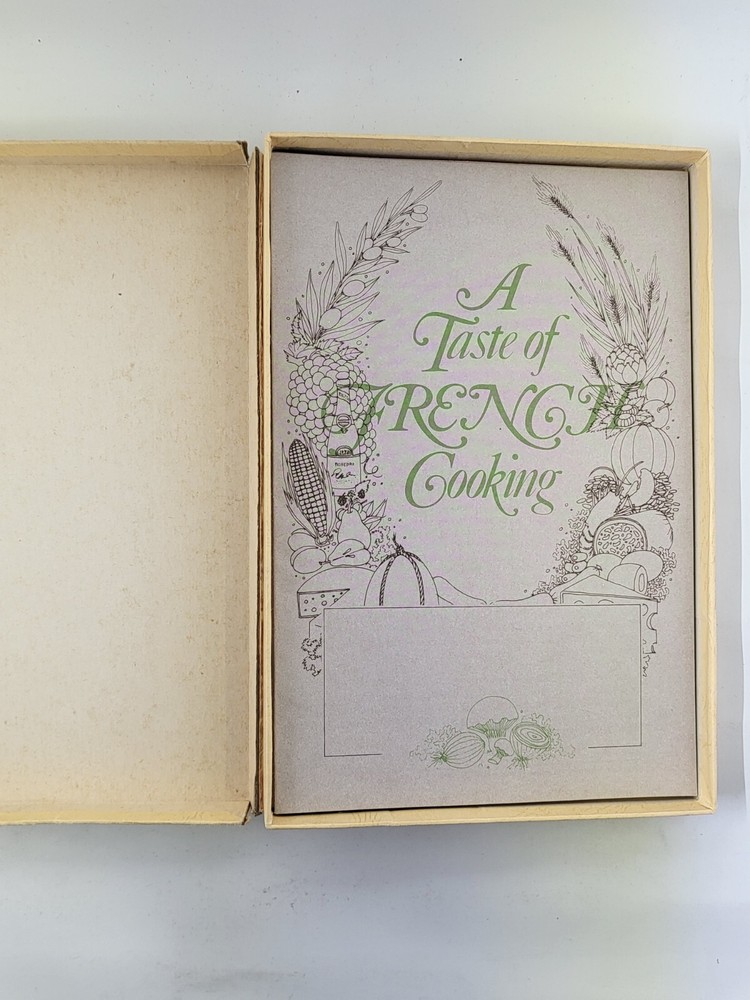 A
Taste of
FRENCH
Cooking